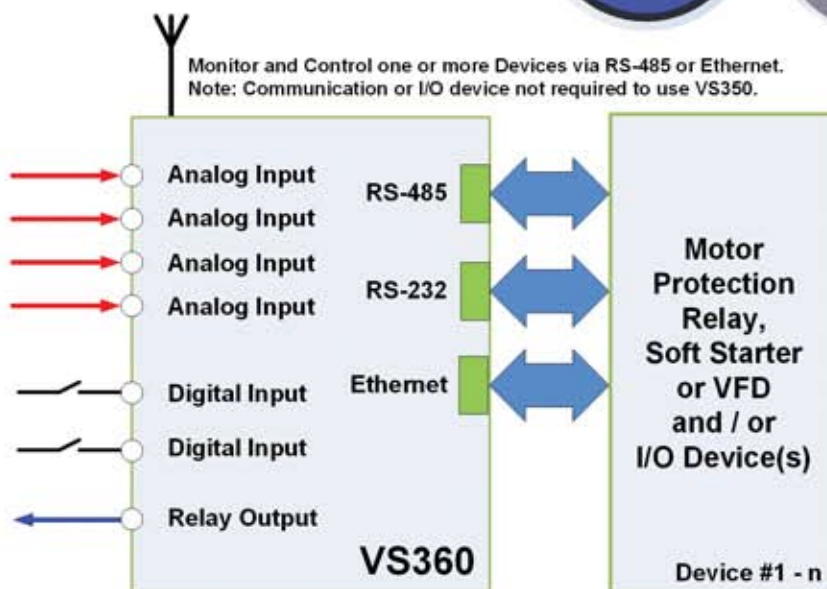 Monitor and Control one or more Devices via RS-485 or Ethernet.
Note: Communication or I/O device not required to use VS350.
Analog Input
Analog Input
Analog Input
Analog Input
Digital Input
Digital Input
Relay Output
RS-485
RS-232
Ethernet
VS360
Motor
Protection
Relay,
Soft Starter
or VFD
and / or
I/O Device(s)
Device #1 - n